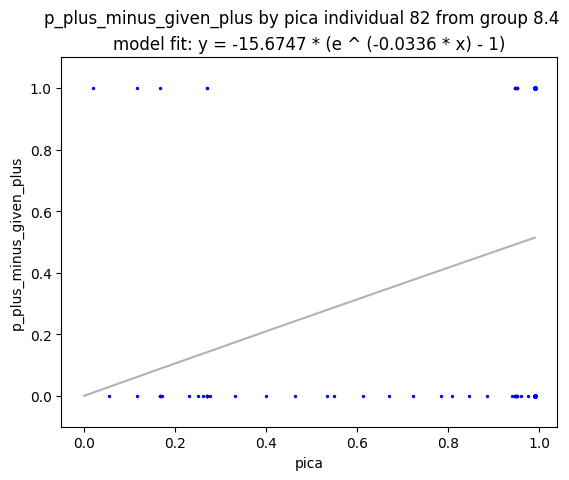 p_plus_minus_given_plus by pica individual 82 from group 8.4
model fit: y = -15.6747 * (e ^ (-0.0336 * x) - 1)
1.0
0.8
0.6
0.4
0.2
0.0
p_plus_minus_given_plus
0.0 0.2 0.4 0.6 0.8 1.0
pica